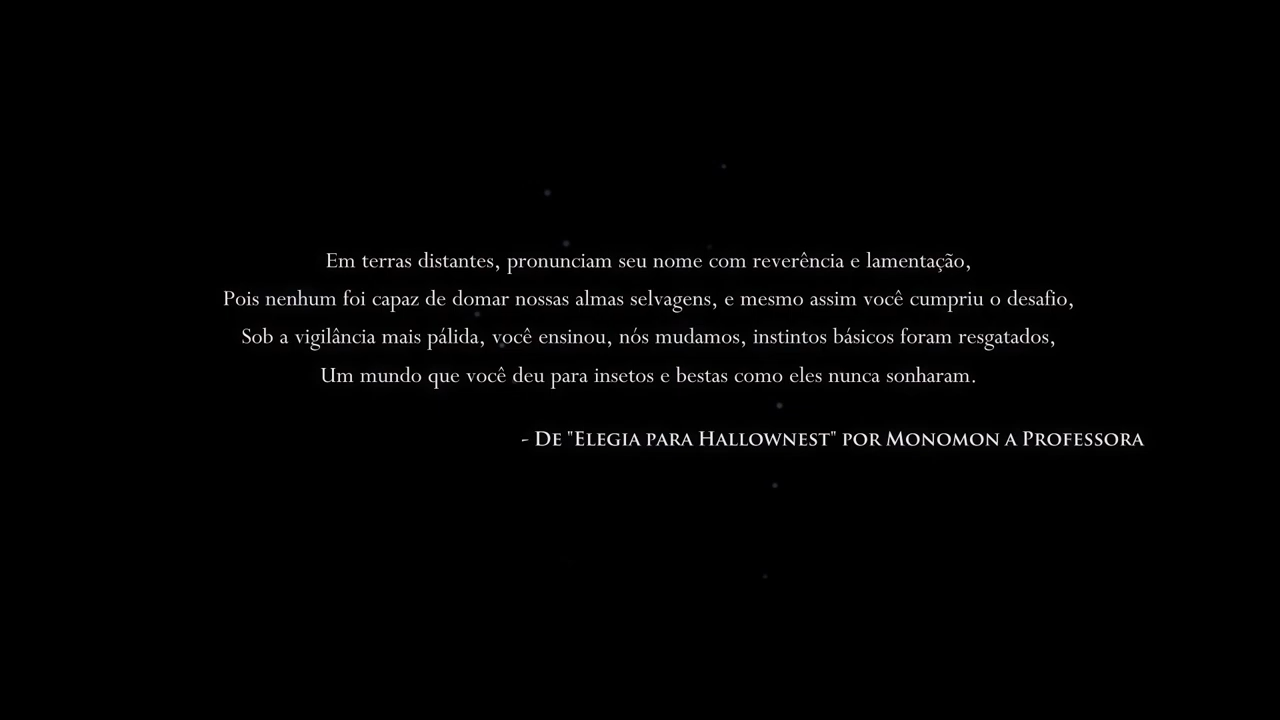 Em terras distantes, pronunciam seu nome com reverência e lamentação,
Pois nenhum foi capaz de domar nossas almas selvagens, e mesmo assim você cumpriu o desafio,
Sob a vigilância mais pálida, você ensinou, nós mudamos, instintos básicos foram resgatados,
Um mundo que você deu para insetos e bestas como eles nunca sonharam.
- De "Elegia para Hallownest" por Monomon a Professora